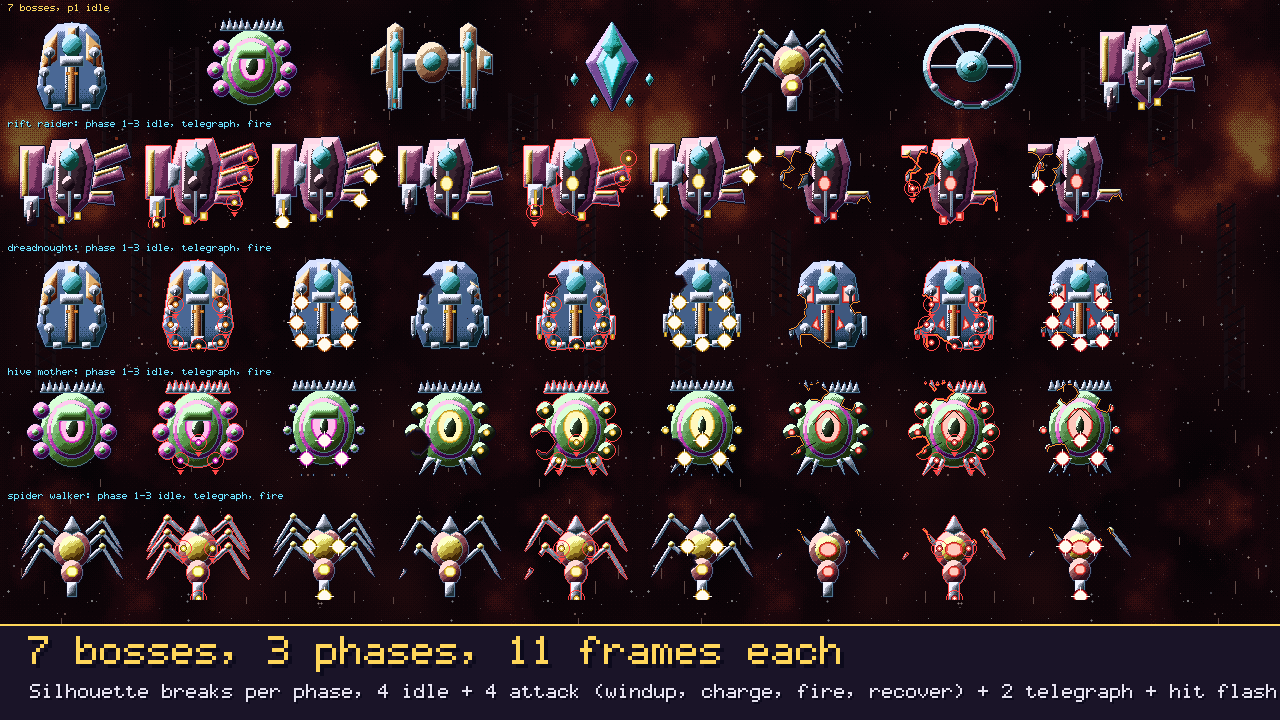 7 bosses, p1 idle
rift raider: phase 1-3 idle, telegraph, fire
dreadnought: phase 1-3 idle, telegraph, fire
hive mother: phase 1-3 idle, telegraph, fire
spider walker: phase 1-3 idle, telegraph, fire
7 bosses, 3 phases, 11 frames each
Silhouette breaks per phase, 4 idle + 4 attack (windup, charge, fire, recover) + 2 telegraph + hit flash